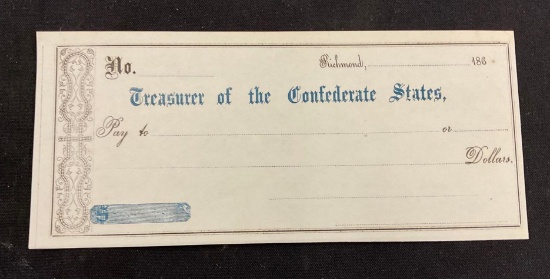 No. Richmond, 186
Treasurer of the Confederate States,
Pay to or
Dollars.
$